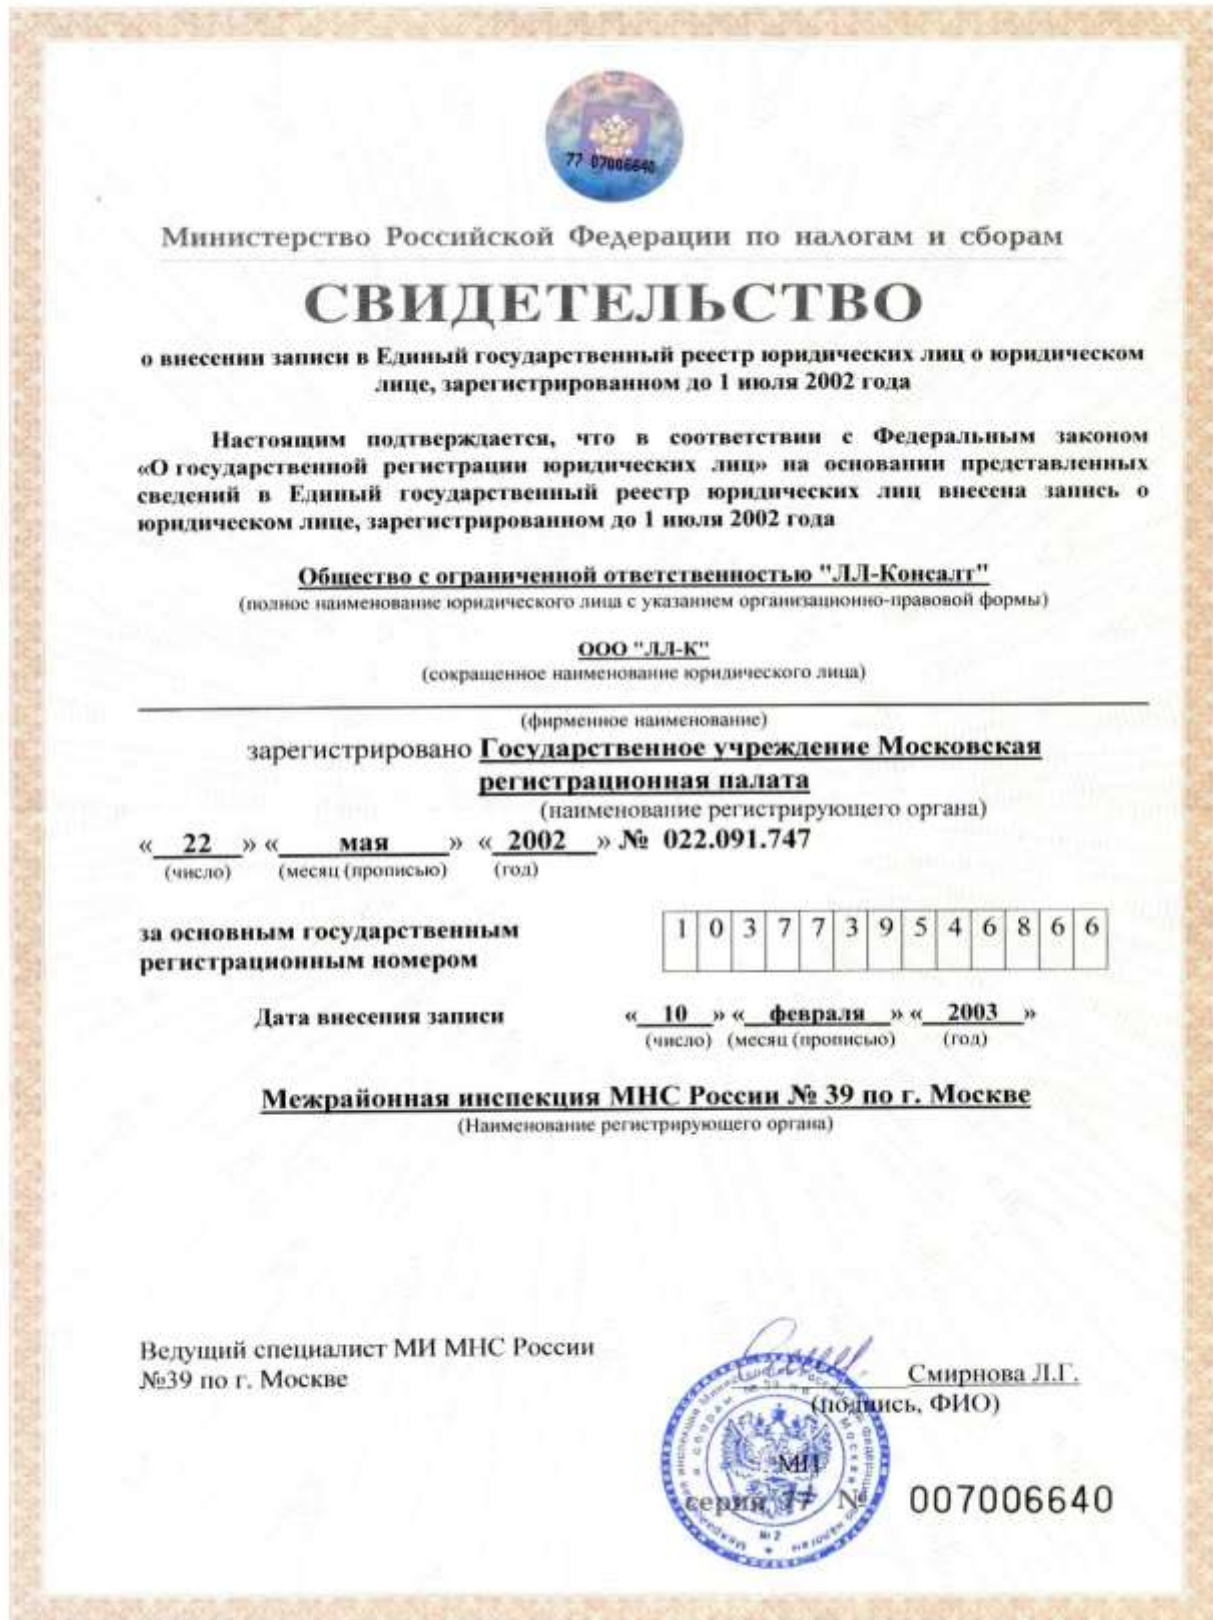 77 07006640
Министерство Российской Федерации по налогам и сборам
СВИДЕТЕЛЬСТВО
о внесении записи в Единый государственный реестр юридических лиц о юридическом
лице, зарегистрированном до 1 июля 2002 года
Настоящим подтверждается, что в соответствии с Федеральным законом
«О государственной регистрации юридических лиц» на основании представленных
сведений в Единый государственный реестр юридических лиц внесена запись о
юридическом лице, зарегистрированном до 1 июля 2002 года
Общество с ограниченной ответственностью "ЛЛ-Консалт"
(полное наименование юридического лица с указанием организационно-правовой формы)
ООО "ЛЛ-К"
(сокращенное наименование юридического лица)
(фирменное наименование)
зарегистрировано Государственное учреждение Московская
регистрационная палата
(наименование регистрирующего органа)
« 22 » « мая » « 2002 » № 022.091.747
(число) (месяц (прописью) (год)
за основным государственным
регистрационным номером
1 0 3 7 7 3 9 5 4 6 8 6 6
Дата внесения записи « 10 » « февраля » « 2003 »
(число) (месяц (прописью) (год)
Межрайонная инспекция МНС России № 39 по г. Москве
(Наименование регистрирующего органа)
Ведущий специалист МИ МНС России
№39 по г. Москве
Смирнова Л.Г.
(подпись, ФИО)
МП
серия 77 № 007006640
№2